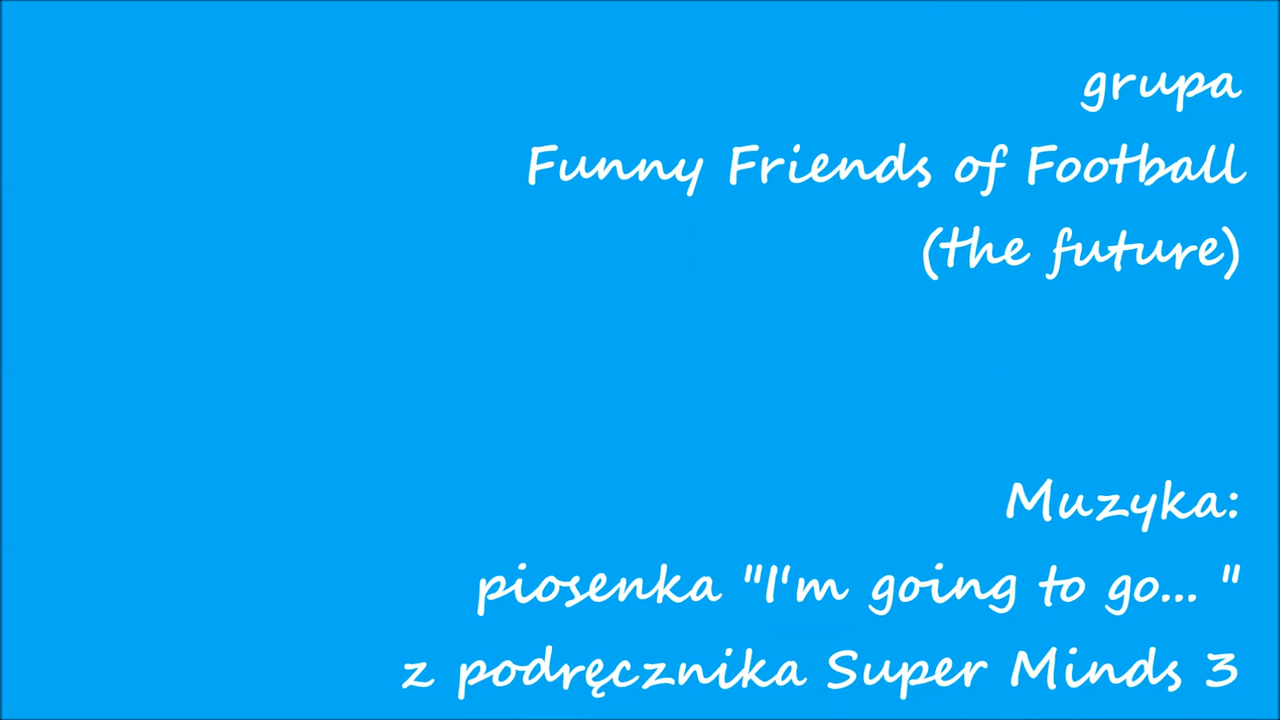 grupa
Funny Friends of Football
(the future)
Muzyka:
piosenka "I'm going to go... "
z podręcznika Super Minds 3